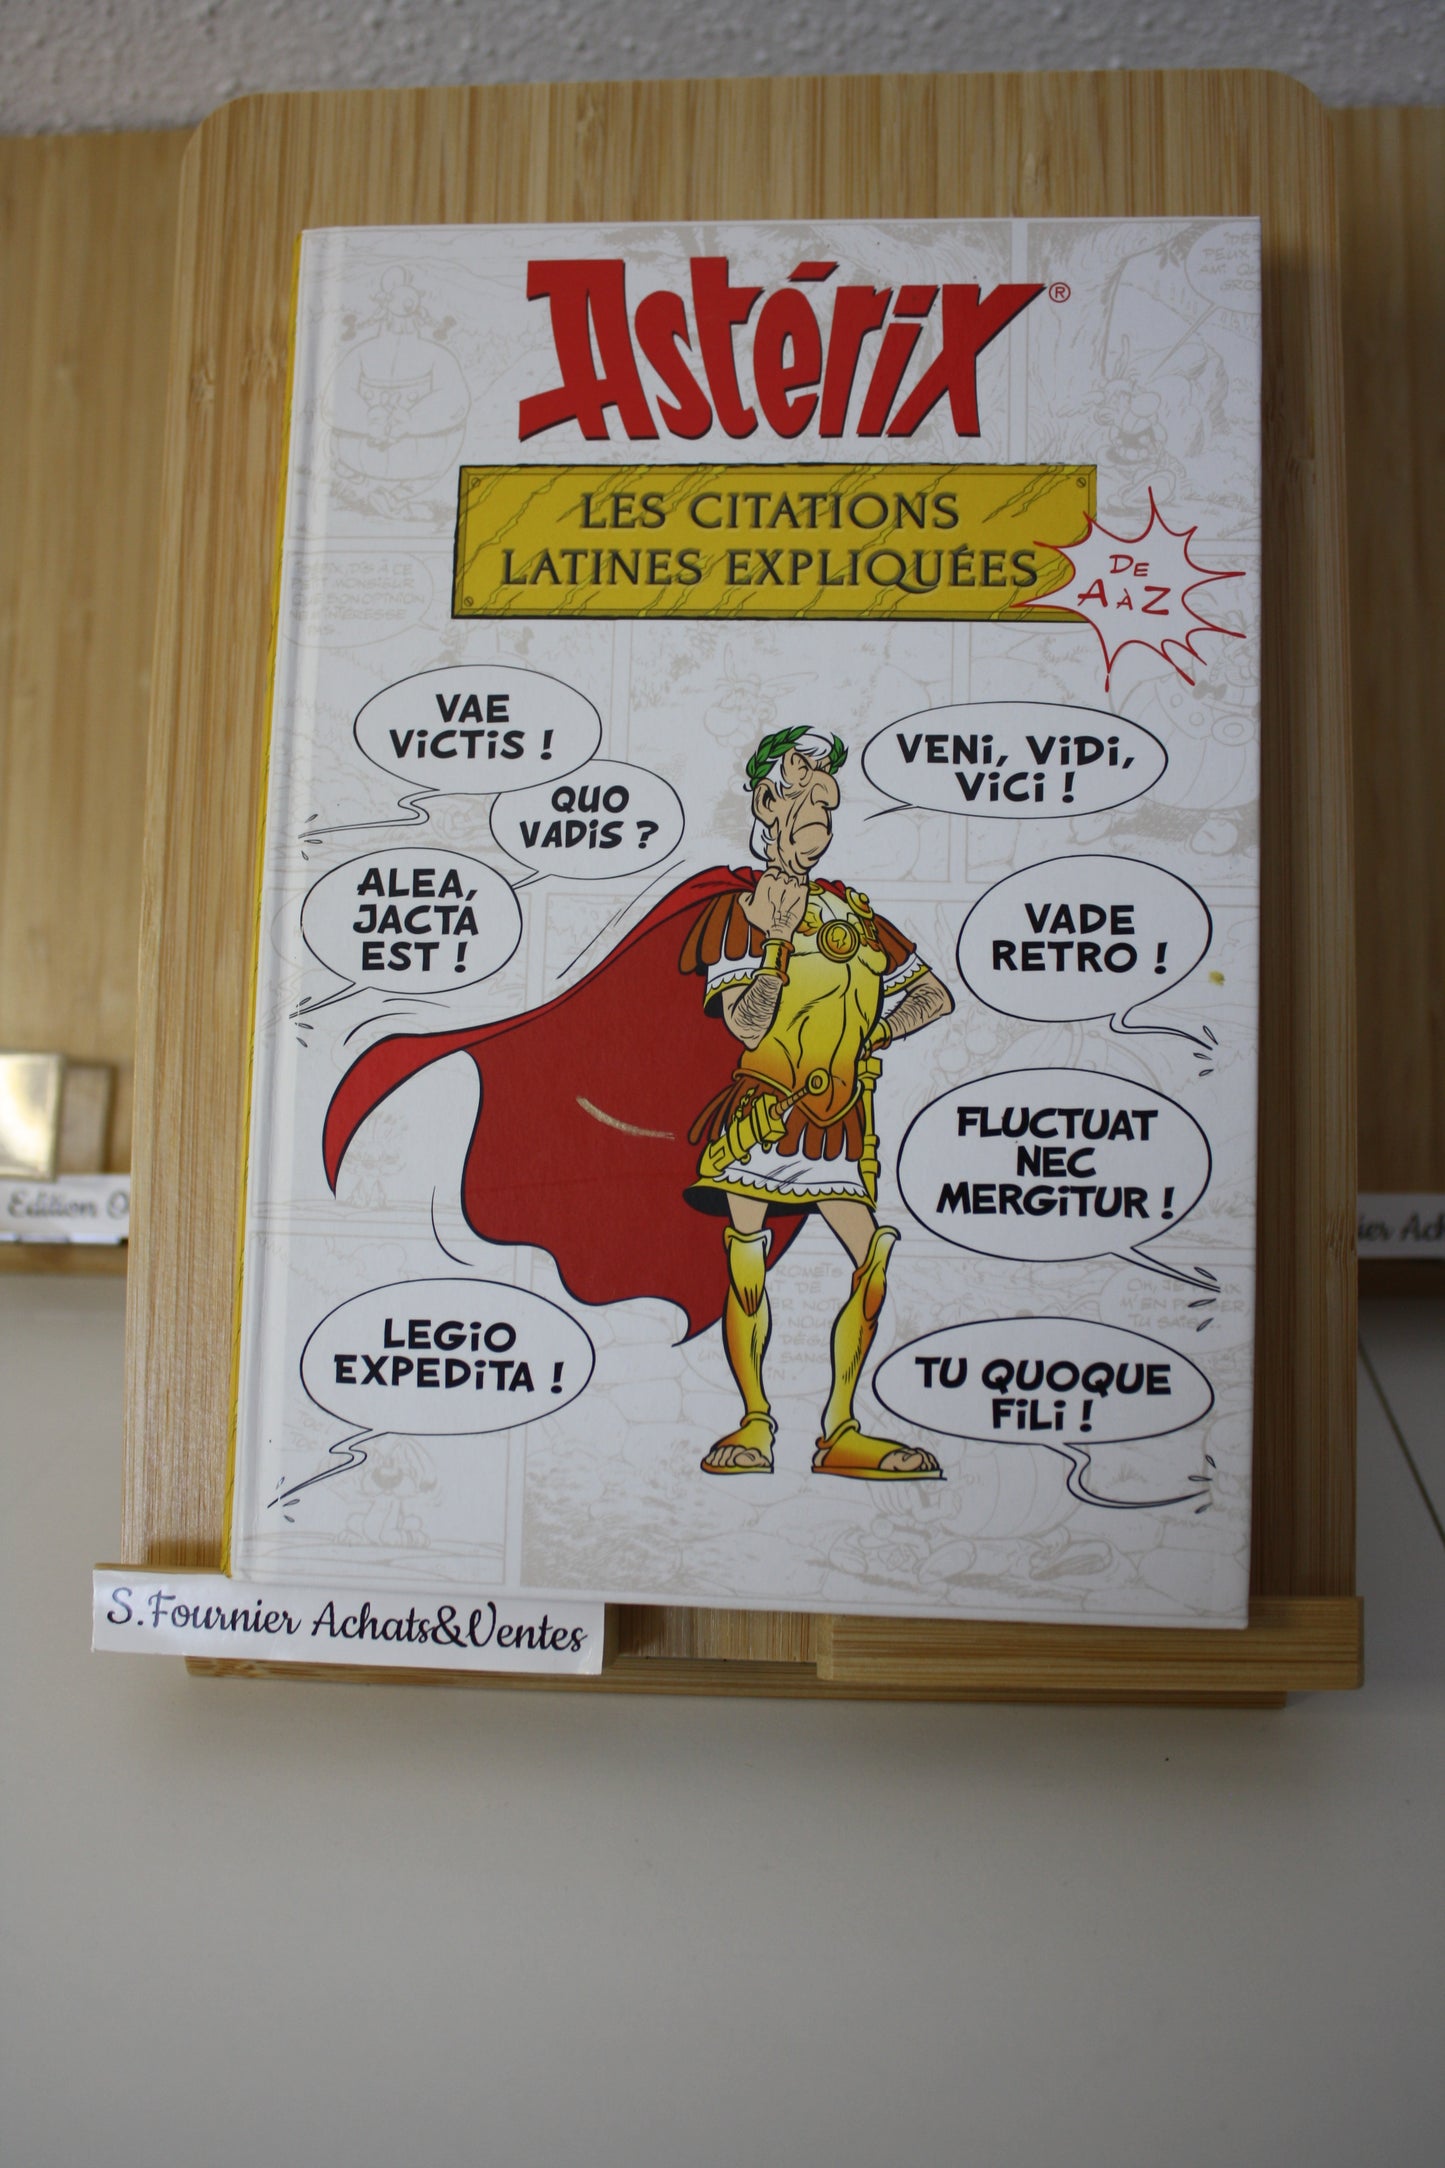 Astérix®
LES CITATIONS
LATINES EXPLIQUÉES
DE
A à Z
VAE
ViCTiS !
QUO
VADiS ?
VENi, ViDi,
ViCi !
ALEA,
JACTA
EST !
VADE
RETRO !
FLUCTUAT
NEC
MERGiTUR !
LEGiO
EXPEDiTA !
TU QUOQUE
FiLi !
S.Fournier Achats&Ventes
Edition